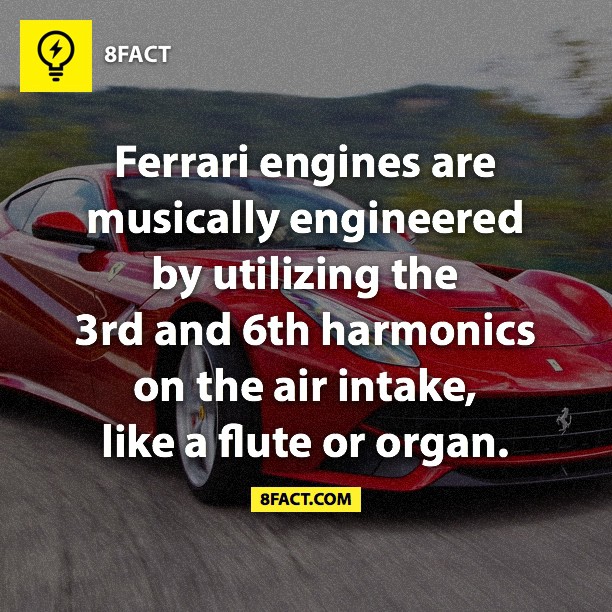 8FACT
Ferrari engines are
musically engineered
by utilizing the
3rd and 6th harmonics
on the air intake,
like a flute or organ.
8FACT.COM